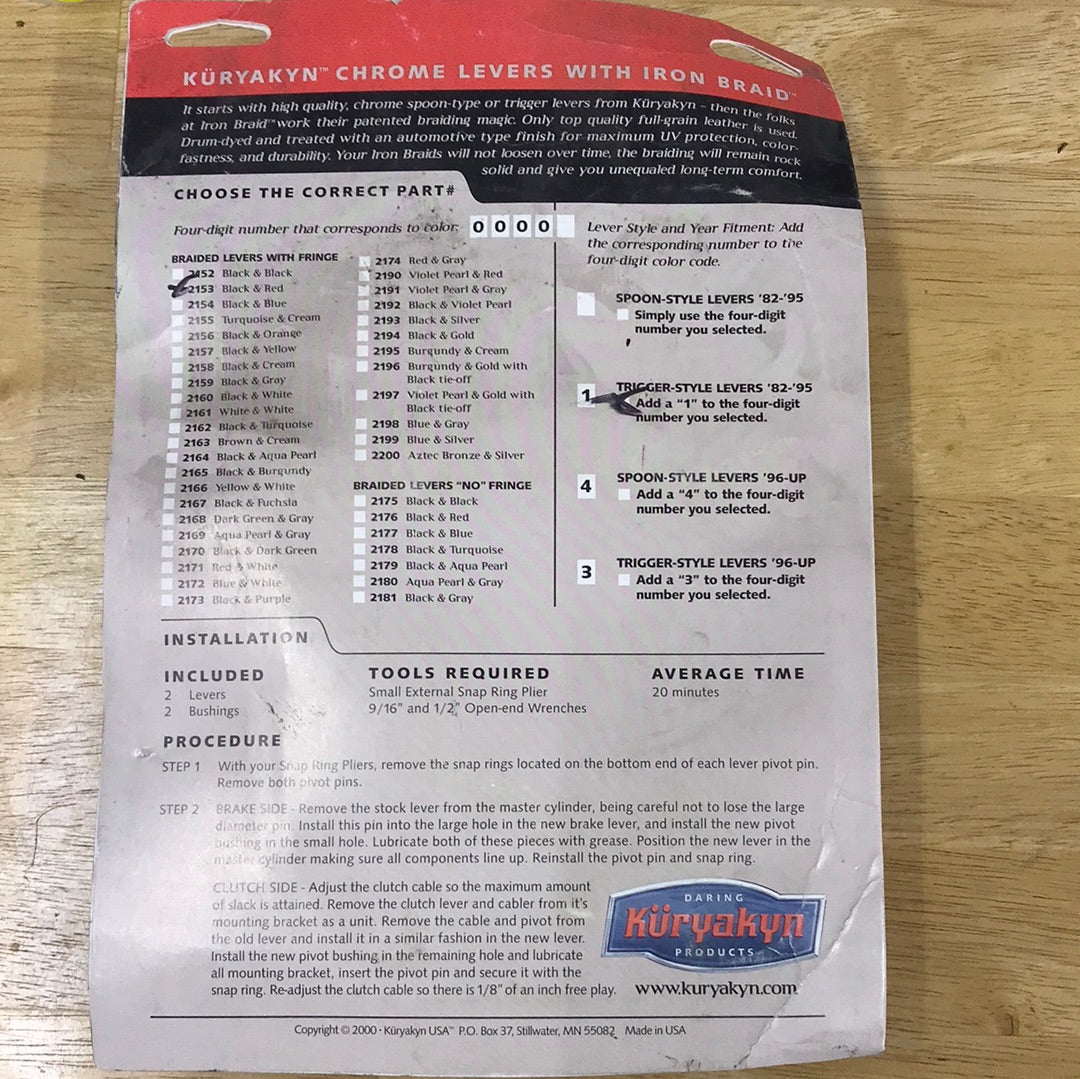 KÜRYAKYN™ CHROME LEVERS WITH IRON BRAID™
It starts with high quality, chrome spoon-type or trigger levers from Küryakyn – then the folks
at Iron Braid™ work their patented braiding magic. Only top quality full-grain leather is used.
Drum-dyed and treated with an automotive type finish for maximum UV protection, color-
fastness, and durability. Your Iron Braids will not loosen over time, the braiding will remain rock
solid and give you unequaled long-term comfort.
CHOOSE THE CORRECT PART#
Four-digit number that corresponds to color: 0 0 0 0
BRAIDED LEVERS WITH FRINGE
2152 Black & Black
2153 Black & Red
2154 Black & Blue
2155 Turquoise & Cream
2156 Black & Orange
2157 Black & Yellow
2158 Black & Cream
2159 Black & Gray
2160 Black & White
2161 White & White
2162 Black & Turquoise
2163 Brown & Cream
2164 Black & Aqua Pearl
2165 Black & Burgundy
2166 Yellow & White
2167 Black & Fuchsia
2168 Dark Green & Gray
2169 Aqua Pearl & Gray
2170 Black & Dark Green
2171 Red & White
2172 Blue & White
2173 Black & Purple
2174 Red & Gray
2190 Violet Pearl & Red
2191 Violet Pearl & Gray
2192 Black & Violet Pearl
2193 Black & Silver
2194 Black & Gold
2195 Burgundy & Cream
2196 Burgundy & Gold with
Black tie-off
2197 Violet Pearl & Gold with
Black tie-off
2198 Blue & Gray
2199 Blue & Silver
2200 Aztec Bronze & Silver
BRAIDED LEVERS "NO" FRINGE
2175 Black & Black
2176 Black & Red
2177 Black & Blue
2178 Black & Turquoise
2179 Black & Aqua Pearl
2180 Aqua Pearl & Gray
2181 Black & Gray
Lever Style and Year Fitment: Add
the corresponding number to the
four-digit color code.
SPOON-STYLE LEVERS '82-'95
Simply use the four-digit
number you selected.
1 TRIGGER-STYLE LEVERS '82-'95
Add a "1" to the four-digit
number you selected.
4 SPOON-STYLE LEVERS '96-UP
Add a "4" to the four-digit
number you selected.
3 TRIGGER-STYLE LEVERS '96-UP
Add a "3" to the four-digit
number you selected.
INSTALLATION
INCLUDED
2 Levers
2 Bushings
TOOLS REQUIRED
Small External Snap Ring Plier
9/16" and 1/2" Open-end Wrenches
AVERAGE TIME
20 minutes
PROCEDURE
STEP 1 With your Snap Ring Pliers, remove the snap rings located on the bottom end of each lever pivot pin.
Remove both pivot pins.
STEP 2 BRAKE SIDE - Remove the stock lever from the master cylinder, being careful not to lose the large
diameter pin. Install this pin into the large hole in the new brake lever, and install the new pivot
bushing in the small hole. Lubricate both of these pieces with grease. Position the new lever in the
master cylinder making sure all components line up. Reinstall the pivot pin and snap ring.
CLUTCH SIDE - Adjust the clutch cable so the maximum amount
of slack is attained. Remove the clutch lever and cabler from it's
mounting bracket as a unit. Remove the cable and pivot from
the old lever and install it in a similar fashion in the new lever.
Install the new pivot bushing in the remaining hole and lubricate
all mounting bracket, insert the pivot pin and secure it with the
snap ring. Re-adjust the clutch cable so there is 1/8" of an inch free play.
DARING
Küryakyn
PRODUCTS
www.kuryakyn.com
Copyright © 2000 · Küryakyn USA™ P.O. Box 37, Stillwater, MN 55082 Made in USA